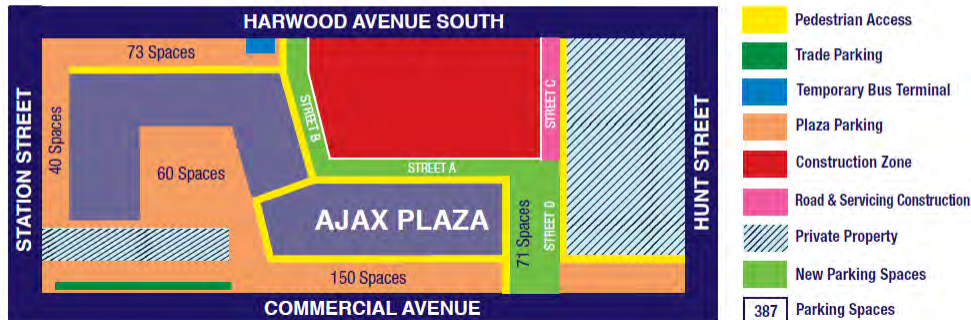 HARWOOD AVENUE SOUTH
73 Spaces
STATION STREET
40 Spaces
60 Spaces
STREET B
STREET A
STREET C
HUNT STREET
AJAX PLAZA
71 Spaces
STREET D
150 Spaces
COMMERCIAL AVENUE
Pedestrian Access
Trade Parking
Temporary Bus Terminal
Plaza Parking
Construction Zone
Road & Servicing Construction
Private Property
New Parking Spaces
387 Parking Spaces